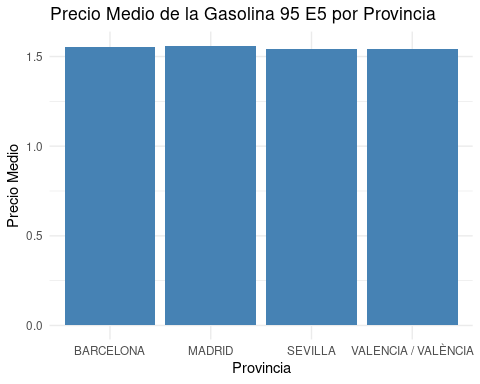 Precio Medio de la Gasolina 95 E5 por Provincia
Precio Medio
1.5
1.0
0.5
0.0
BARCELONA MADRID SEVILLA VALENCIA / VALÈNCIA
Provincia